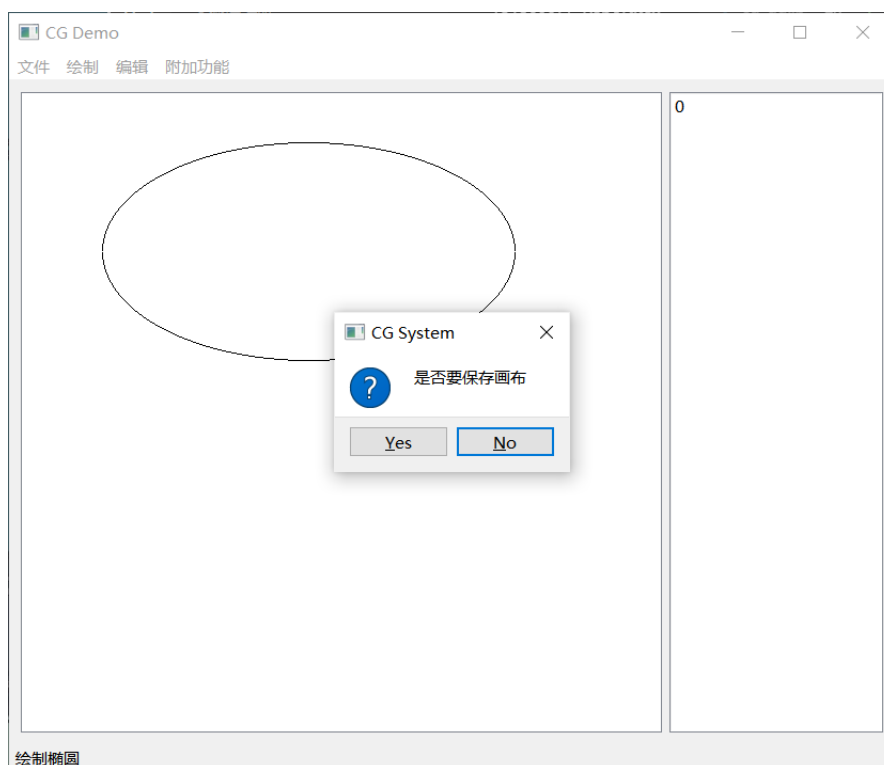 CG Demo
文件 绘制 编辑 附加功能
0
CG System
?
是否要保存画布
Yes No
绘制椭圆